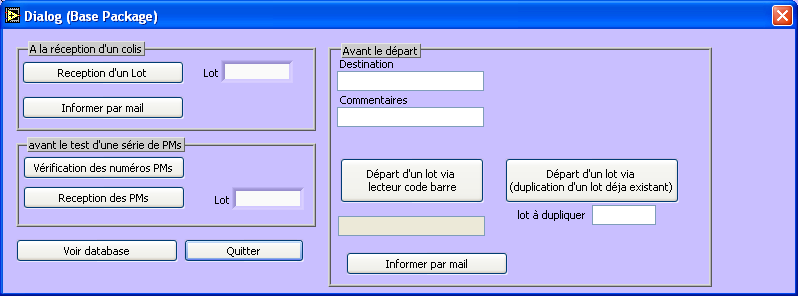 Dialog (Base Package)
A la réception d'un colis
Reception d'un Lot
Lot
Informer par mail
avant le test d'une série de PMs
Vérification des numéros PMs
Reception des PMs
Lot
Voir database
Quitter
Avant le départ
Destination
Commentaires
Départ d'un lot via
lecteur code barre
Départ d'un lot via
(duplication d'un lot déja existant)
lot à dupliquer
Informer par mail